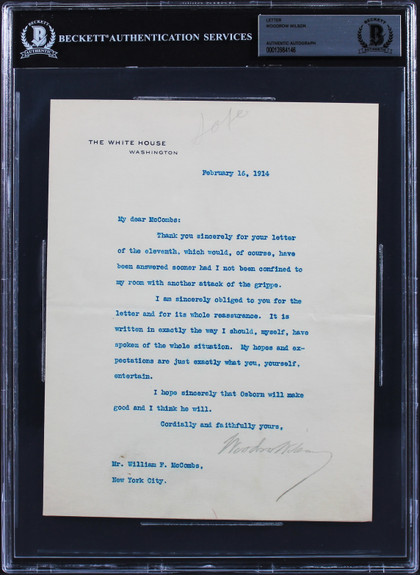 BECKETT AUTHENTICATION SERVICES
LETTER
WOODROW WILSON
AUTHENTIC AUTOGRAPH
THE WHITE HOUSE
WASHINGTON
February 16, 1914
My dear McCombs:
Thank you sincerely for your letter
of the eleventh, which would, of course, have
been answered sooner had I not been confined to
my room with another attack of the grippe.
I am sincerely obliged to you for the
letter and for its whole reassurance. It is
written in exactly the way I should, myself, have
spoken of the whole situation. My hopes and ex-
pectations are just exactly what you, yourself,
entertain.
I hope sincerely that Osborn will make
good and I think he will.
Cordially and faithfully yours,
Woodrow Wilson
Mr. William F. McCombs,
New York City.